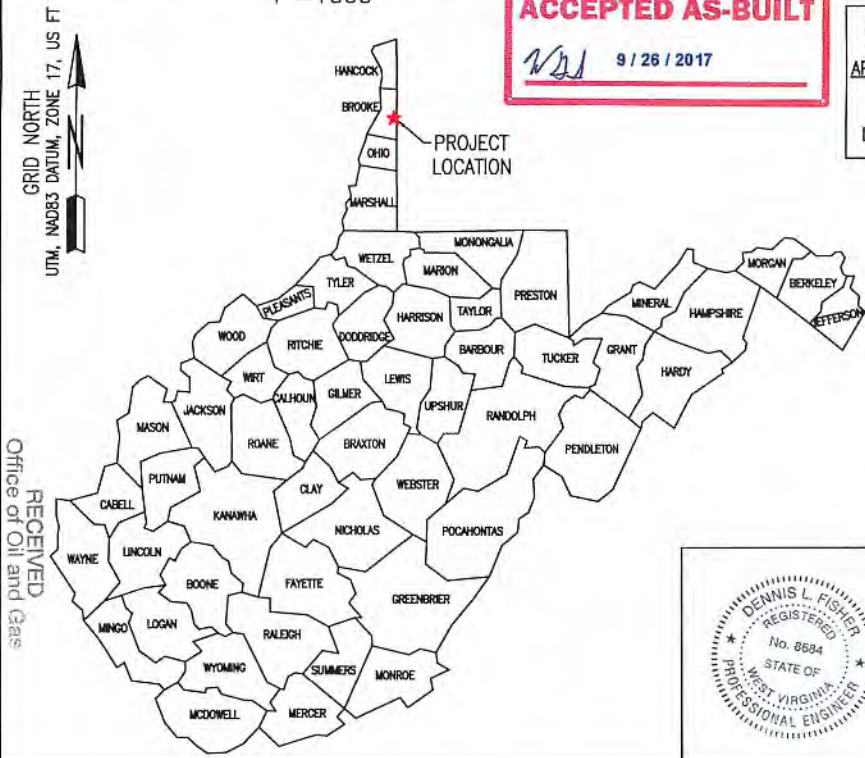 ACCEPTED AS-BUILT
9 / 26 / 2017
GRID NORTH
UTM, NAD83 DATUM, ZONE 17, US FT
N
HANCOCK
BROOKE
PROJECT
LOCATION
OHIO
MARSHALL
WETZEL
MONONGALIA
MARION
TYLER
PLEASANTS
PRESTON
MORGAN
BERKELEY
JEFFERSON
MINERAL
HAMPSHIRE
WOOD
RITCHIE
DODDRIDGE
HARRISON
TAYLOR
BARBOUR
TUCKER
GRANT
HARDY
WIRT
CALHOUN
GILMER
LEWIS
UPSHUR
RANDOLPH
MASON
JACKSON
ROANE
BRAXTON
PENDLETON
PUTNAM
CLAY
WEBSTER
CABELL
KANAWHA
NICHOLAS
POCAHONTAS
WAYNE
LINCOLN
BOONE
FAYETTE
GREENBRIER
MINGO
LOGAN
RALEIGH
WYOMING
SUMMERS
MONROE
MCDOWELL
MERCER
RECEIVED
Office of Oil and Gas
DENNIS L. FISHER
REGISTERED
No. 8684
STATE OF
WEST VIRGINIA
PROFESSIONAL ENGINEER